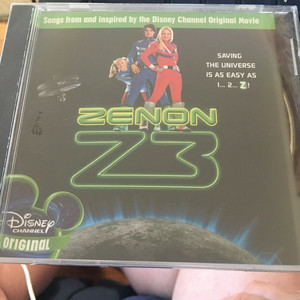 Songs from and inspired by the Disney Channel Original Movie
SAVING
THE UNIVERSE
IS AS EASY AS
1... 2... Z!
ZENON
Z3
Disney
CHANNEL
ORIGINAL